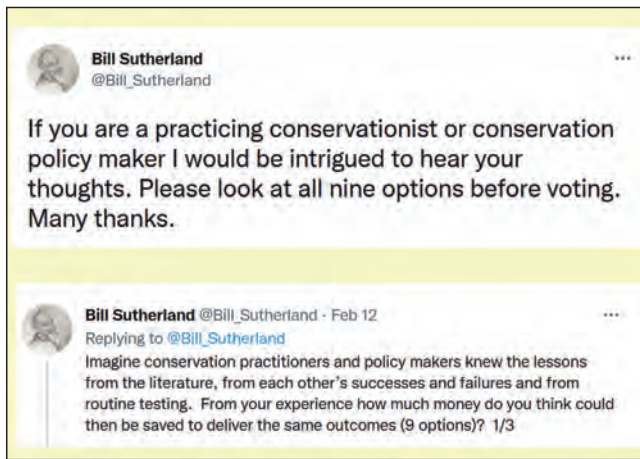 Bill Sutherland
@Bill_Sutherland
If you are a practicing conservationist or conservation
policy maker I would be intrigued to hear your
thoughts. Please look at all nine options before voting.
Many thanks.
Bill Sutherland @Bill_Sutherland · Feb 12
Replying to @Bill_Sutherland
Imagine conservation practitioners and policy makers knew the lessons
from the literature, from each other's successes and failures and from
routine testing. From your experience how much money do you think could
then be saved to deliver the same outcomes (9 options)? 1/3